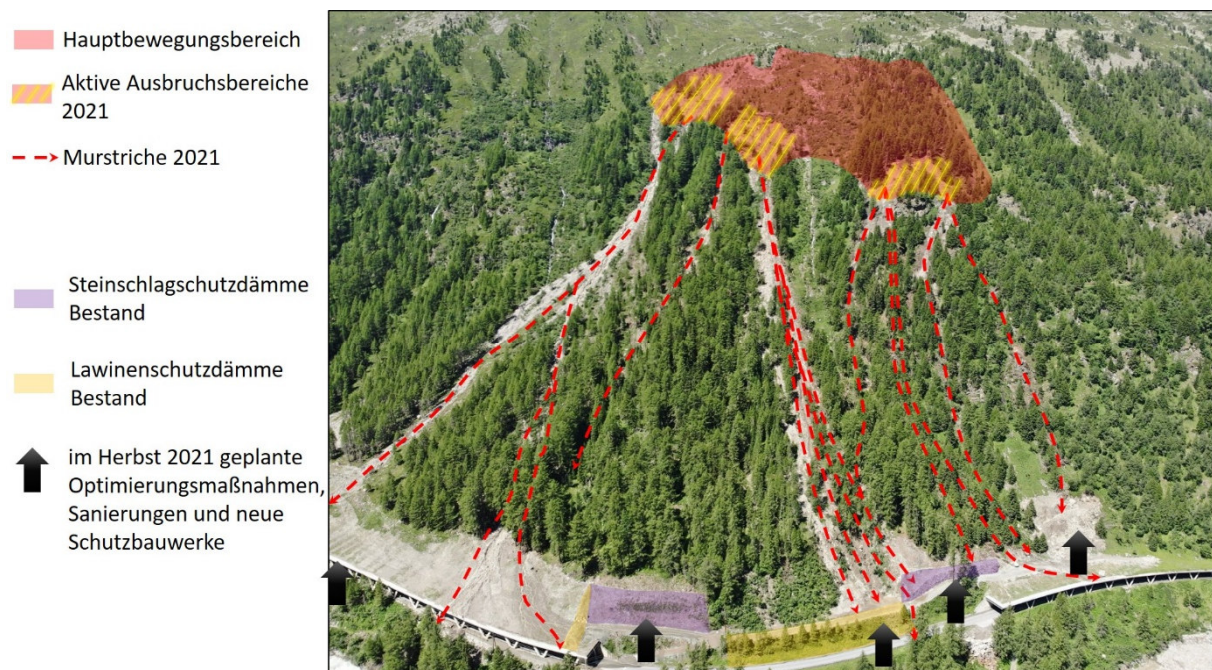 Hauptbewegungsbereich
Aktive Ausbruchsbereiche
2021
Murstriche 2021
Steinschlagschutzdämme
Bestand
Lawinenschutzdämme
Bestand
im Herbst 2021 geplante
Optimierungsmaßnahmen,
Sanierungen und neue
Schutzbauwerke